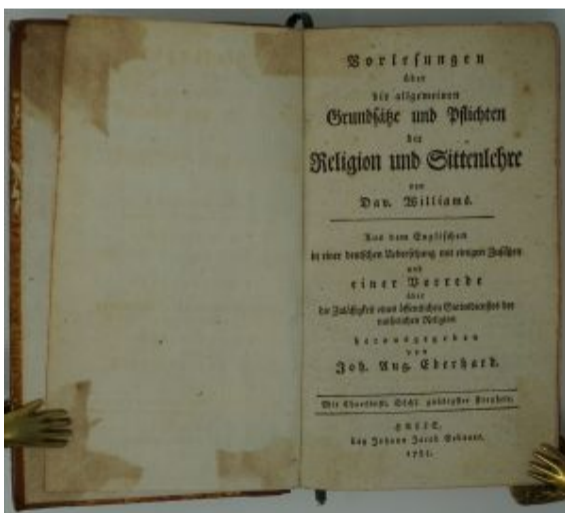 Vorlesungen
über
die allgemeinen
Grundsätze und Pflichten
der
Religion und Sittenlehre
von
Dav. Williams.
Aus dem Englischen
in einer deutschen Uebersetzung mit einigen Zusätzen
und
einer Vorrede
über
die Zuläßigkeit eines öffentlichen Gottesdienstes der
natürlichen Religion
herausgegeben
von
Joh. Aug. Eberhard.
Mit Churfürstl. Sächs. gnädigster Freyheit.
HALLE,
bey Johann Jacob Gebauer.